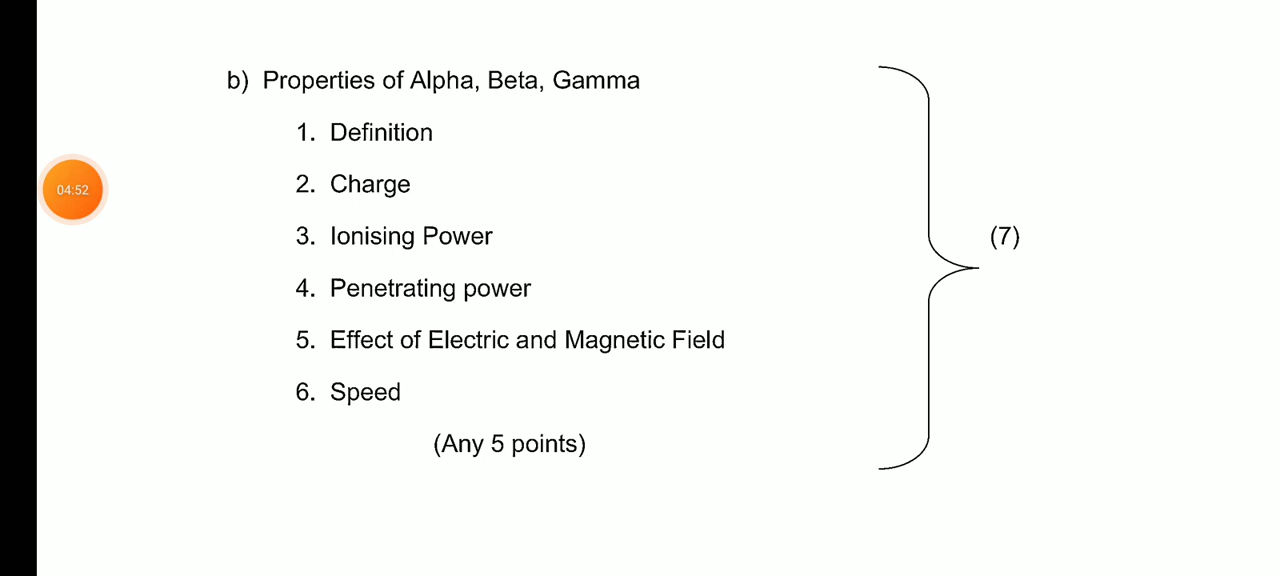 b) Properties of Alpha, Beta, Gamma
1. Definition
2. Charge
04:52
3. Ionising Power
(7)
4. Penetrating power
5. Effect of Electric and Magnetic Field
6. Speed
(Any 5 points)